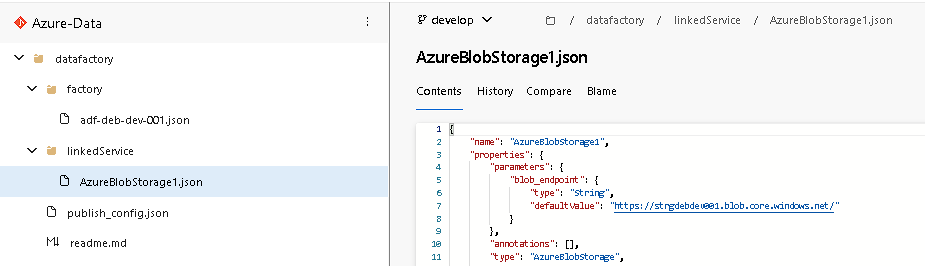 Azure-Data
datafactory
factory
adf-deb-dev-001.json
linkedService
AzureBlobStorage1.json
publish_config.json
M↓ readme.md
develop
/ datafactory / linkedService / AzureBlobStorage1.json
AzureBlobStorage1.json
Contents History Compare Blame
1 {
2 "name": "AzureBlobStorage1",
3 "properties": {
4 "parameters": {
5 "blob_endpoint": {
6 "type": "String",
7 "defaultValue": "https://strgdebdev001.blob.core.windows.net/"
8 }
9 },
10 "annotations": [],
11 "type": "AzureBlobStorage",